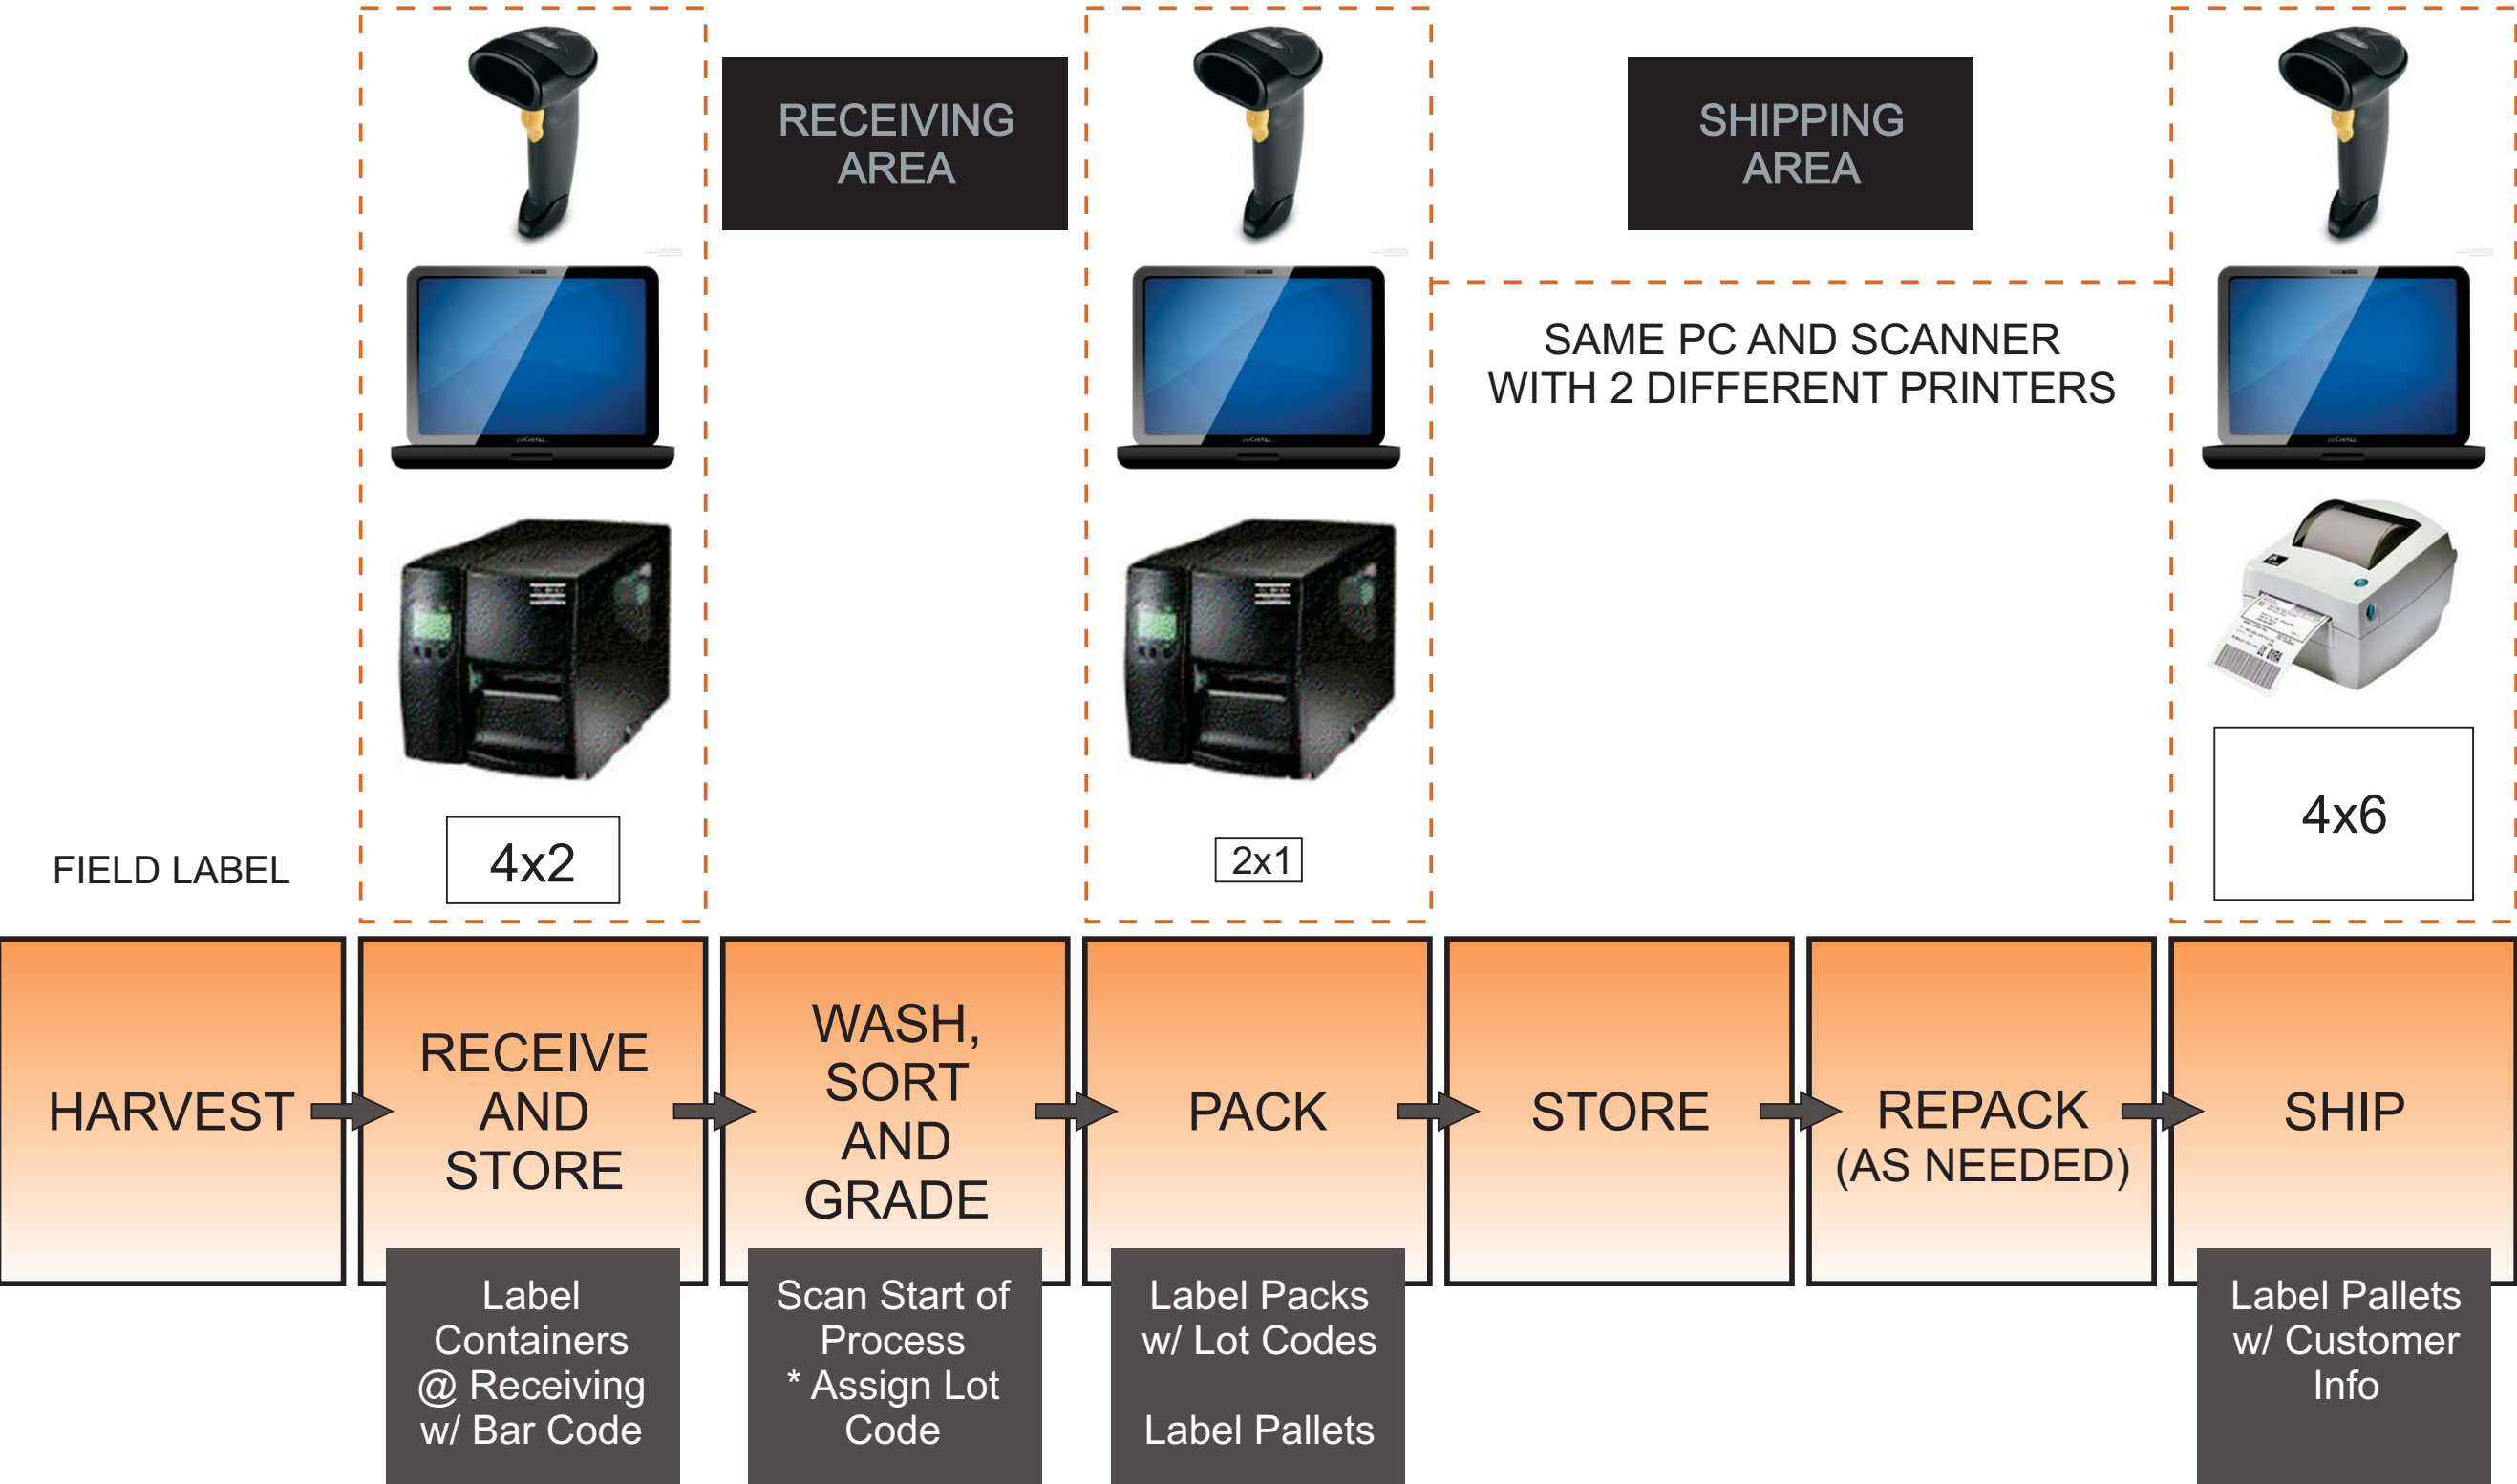 RECEIVING
AREA
SHIPPING
AREA
SAME PC AND SCANNER
WITH 2 DIFFERENT PRINTERS
FIELD LABEL
4x2
2x1
4x6
HARVEST
RECEIVE
AND
STORE
WASH,
SORT
AND
GRADE
PACK
STORE
REPACK
(AS NEEDED)
SHIP
Label
Containers
@ Receiving
w/ Bar Code
Scan Start of
Process
* Assign Lot
Code
Label Packs
w/ Lot Codes
Label Pallets
Label Pallets
w/ Customer
Info